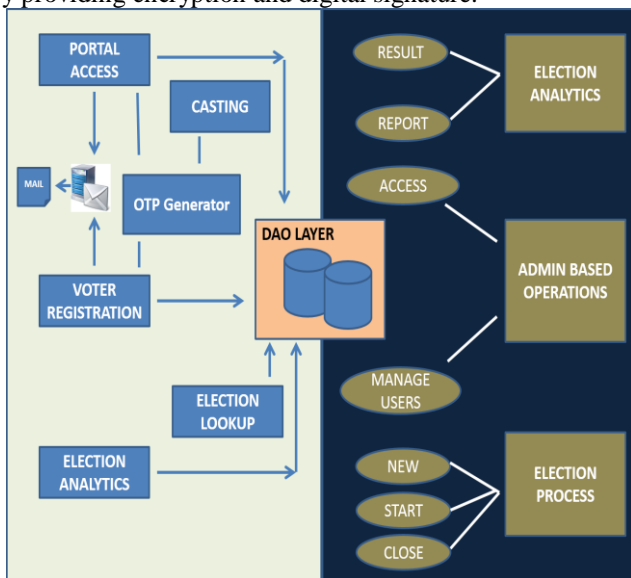 y providing encryption and digital signature.
PORTAL
ACCESS
CASTING
MAIL
OTP Generator
VOTER
REGISTRATION
DAO LAYER
ELECTION
LOOKUP
ELECTION
ANALYTICS
RESULT
REPORT
ELECTION
ANALYTICS
ACCESS
ADMIN BASED
OPERATIONS
MANAGE
USERS
NEW
START
CLOSE
ELECTION
PROCESS